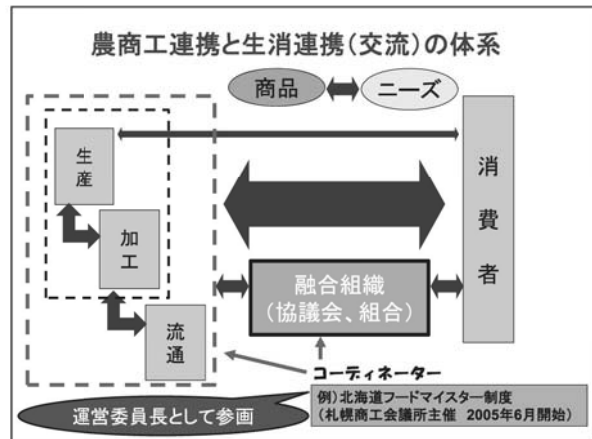 農商工連携と生消連携（交流）の体系
商品
ニーズ
生産
加工
流通
消費者
融合組織
（協議会、組合）
コーディネーター
運営委員長として参画
例）北海道フードマイスター制度
（札幌商工会議所主催　2005年6月開始）